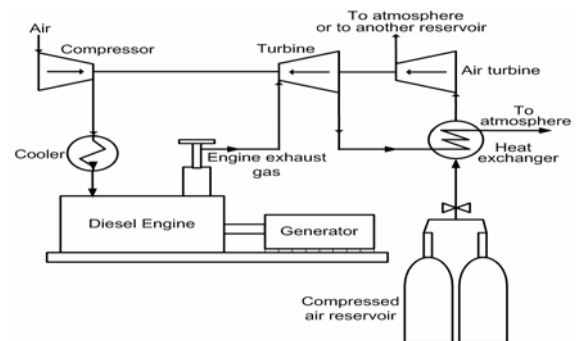 Air
Compressor
Turbine
To atmosphere
or to another reservoir
Air turbine
To
atmosphere
Heat
exchanger
Cooler
Engine exhaust
gas
Diesel Engine
Generator
Compressed
air reservoir